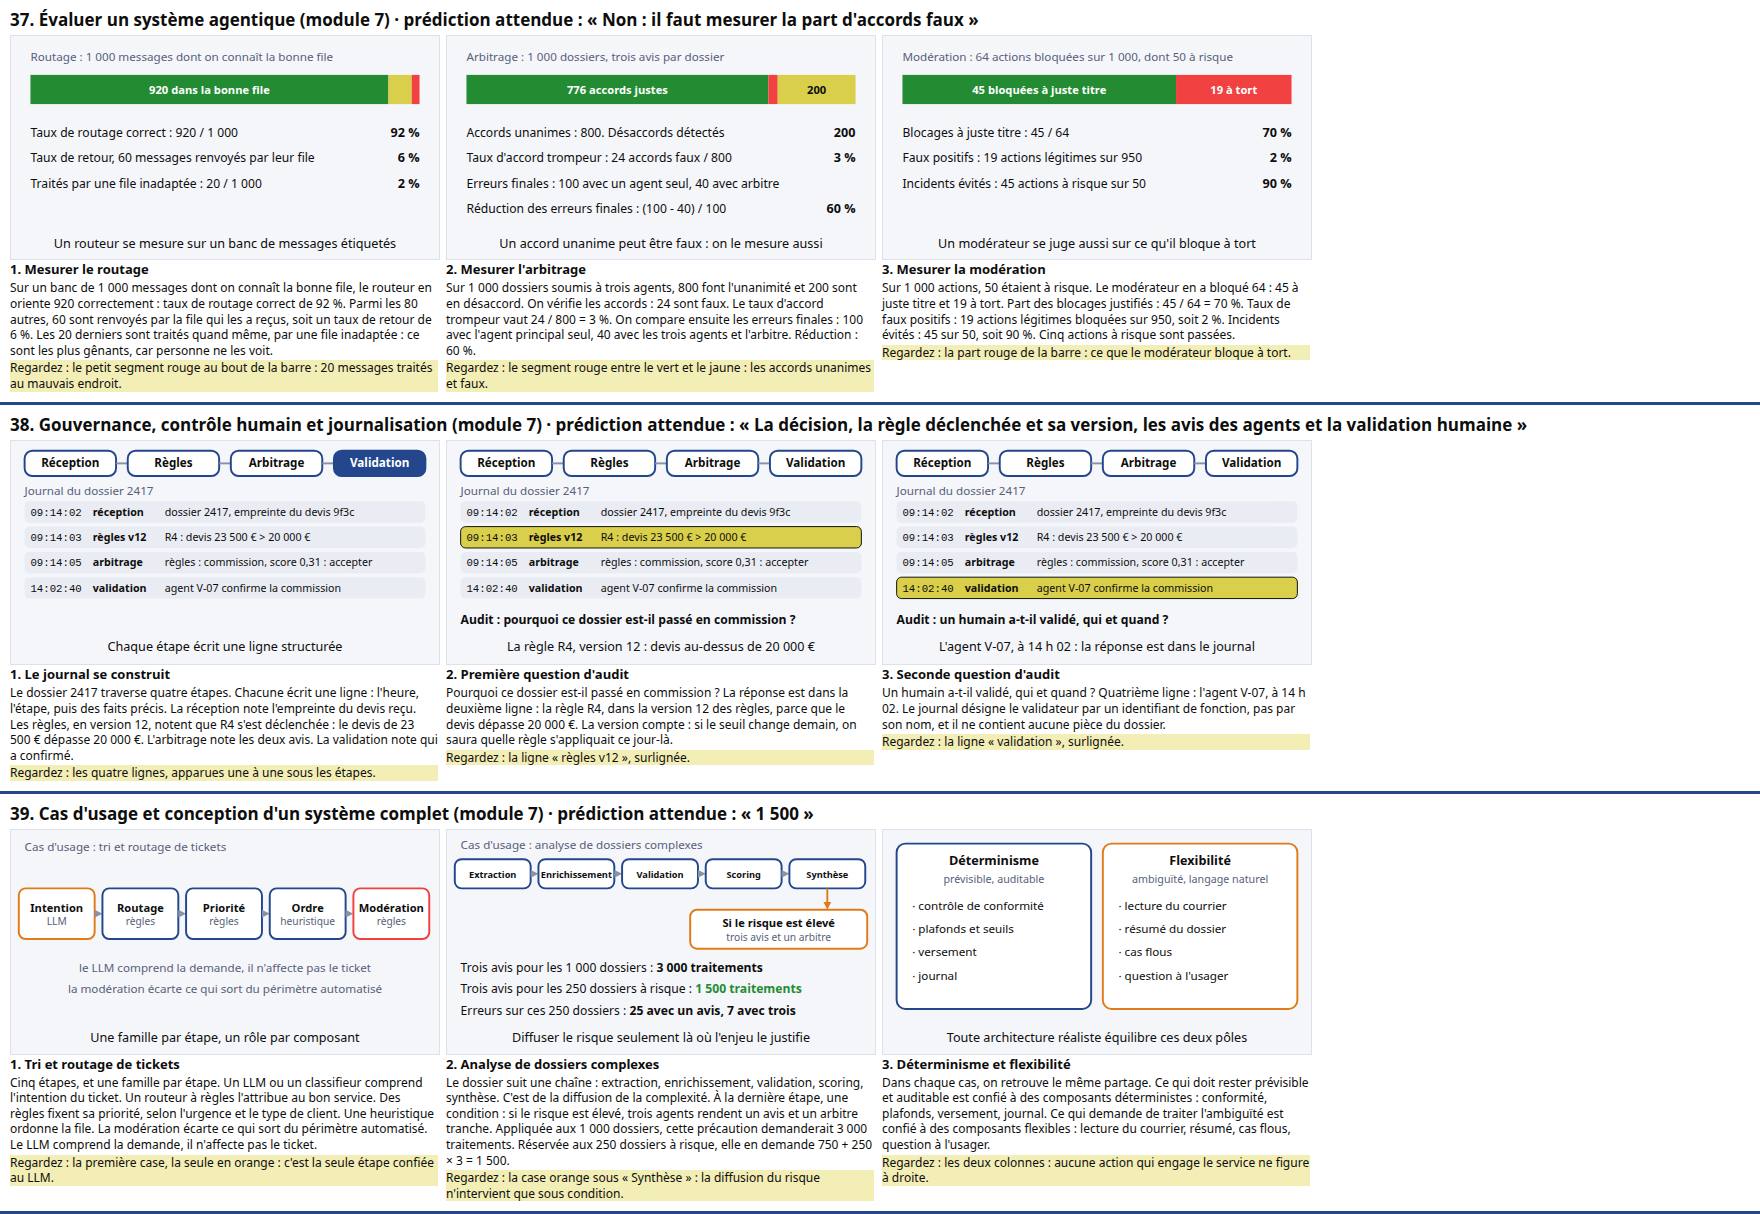 37. Évaluer un système agentique (module 7) · prédiction attendue : « Non : il faut mesurer la part d'accords faux »
Routage : 1 000 messages dont on connaît la bonne file
920 dans la bonne file
Taux de routage correct : 920 / 1 000 92 %
Taux de retour, 60 messages renvoyés par leur file 6 %
Traités par une file inadaptée : 20 / 1 000 2 %
Un routeur se mesure sur un banc de messages étiquetés
1. Mesurer le routage
Sur un banc de 1 000 messages dont on connaît la bonne file, le routeur en
oriente 920 correctement : taux de routage correct de 92 %. Parmi les 80
autres, 60 sont renvoyés par la file qui les a reçus, soit un taux de retour de
6 %. Les 20 derniers sont traités quand même, par une file inadaptée : ce
sont les plus gênants, car personne ne les voit.
Regardez : le petit segment rouge au bout de la barre : 20 messages traités
au mauvais endroit.
Arbitrage : 1 000 dossiers, trois avis par dossier
776 accords justes 200
Accords unanimes : 800. Désaccords détectés 200
Taux d'accord trompeur : 24 accords faux / 800 3 %
Erreurs finales : 100 avec un agent seul, 40 avec arbitre
Réduction des erreurs finales : (100 - 40) / 100 60 %
Un accord unanime peut être faux : on le mesure aussi
2. Mesurer l'arbitrage
Sur 1 000 dossiers soumis à trois agents, 800 font l'unanimité et 200 sont
en désaccord. On vérifie les accords : 24 sont faux. Le taux d'accord
trompeur vaut 24 / 800 = 3 %. On compare ensuite les erreurs finales : 100
avec l'agent principal seul, 40 avec les trois agents et l'arbitre. Réduction :
60 %.
Regardez : le segment rouge entre le vert et le jaune : les accords unanimes
et faux.
Modération : 64 actions bloquées sur 1 000, dont 50 à risque
45 bloquées à juste titre 19 à tort
Blocages à juste titre : 45 / 64 70 %
Faux positifs : 19 actions légitimes sur 950 2 %
Incidents évités : 45 actions à risque sur 50 90 %
Un modérateur se juge aussi sur ce qu'il bloque à tort
3. Mesurer la modération
Sur 1 000 actions, 50 étaient à risque. Le modérateur en a bloqué 64 : 45 à
juste titre et 19 à tort. Part des blocages justifiés : 45 / 64 = 70 %. Taux de
faux positifs : 19 actions légitimes bloquées sur 950, soit 2 %. Incidents
évités : 45 sur 50, soit 90 %. Cinq actions à risque sont passées.
Regardez : la part rouge de la barre : ce que le modérateur bloque à tort.
38. Gouvernance, contrôle humain et journalisation (module 7) · prédiction attendue : « La décision, la règle déclenchée et sa version, les avis des agents et la validation humaine »
Réception Règles Arbitrage Validation
Journal du dossier 2417
09:14:02 réception dossier 2417, empreinte du devis 9f3c
09:14:03 règles v12 R4 : devis 23 500 € > 20 000 €
09:14:05 arbitrage règles : commission, score 0,31 : accepter
14:02:40 validation agent V-07 confirme la commission
Chaque étape écrit une ligne structurée
1. Le journal se construit
Le dossier 2417 traverse quatre étapes. Chacune écrit une ligne : l'heure,
l'étape, puis des faits précis. La réception note l'empreinte du devis reçu.
Les règles, en version 12, notent que R4 s'est déclenchée : le devis de 23
500 € dépasse 20 000 €. L'arbitrage note les deux avis. La validation note qui
a confirmé.
Regardez : les quatre lignes, apparues une à une sous les étapes.
Réception Règles Arbitrage Validation
Journal du dossier 2417
09:14:02 réception dossier 2417, empreinte du devis 9f3c
09:14:03 règles v12 R4 : devis 23 500 € > 20 000 €
09:14:05 arbitrage règles : commission, score 0,31 : accepter
14:02:40 validation agent V-07 confirme la commission
Audit : pourquoi ce dossier est-il passé en commission ?
La règle R4, version 12 : devis au-dessus de 20 000 €
2. Première question d'audit
Pourquoi ce dossier est-il passé en commission ? La réponse est dans la
deuxième ligne : la règle R4, dans la version 12 des règles, parce que le
devis dépasse 20 000 €. La version compte : si le seuil change demain, on
saura quelle règle s'appliquait ce jour-là.
Regardez : la ligne « règles v12 », surlignée.
Réception Règles Arbitrage Validation
Journal du dossier 2417
09:14:02 réception dossier 2417, empreinte du devis 9f3c
09:14:03 règles v12 R4 : devis 23 500 € > 20 000 €
09:14:05 arbitrage règles : commission, score 0,31 : accepter
14:02:40 validation agent V-07 confirme la commission
Audit : un humain a-t-il validé, qui et quand ?
L'agent V-07, à 14 h 02 : la réponse est dans le journal
3. Seconde question d'audit
Un humain a-t-il validé, qui et quand ? Quatrième ligne : l'agent V-07, à 14 h
02. Le journal désigne le validateur par un identifiant de fonction, pas par
son nom, et il ne contient aucune pièce du dossier.
Regardez : la ligne « validation », surlignée.
39. Cas d'usage et conception d'un système complet (module 7) · prédiction attendue : « 1 500 »
Cas d'usage : tri et routage de tickets
Intention Routage Priorité Ordre Modération
LLM règles règles heuristique règles
le LLM comprend la demande, il n'affecte pas le ticket
la modération écarte ce qui sort du périmètre automatisé
Une famille par étape, un rôle par composant
1. Tri et routage de tickets
Cinq étapes, et une famille par étape. Un LLM ou un classifieur comprend
l'intention du ticket. Un routeur à règles l'attribue au bon service. Des
règles fixent sa priorité, selon l'urgence et le type de client. Une heuristique
ordonne la file. La modération écarte ce qui sort du périmètre automatisé.
Le LLM comprend la demande, il n'affecte pas le ticket.
Regardez : la première case, la seule en orange : c'est la seule étape confiée
au LLM.
Cas d'usage : analyse de dossiers complexes
Extraction Enrichissement Validation Scoring Synthèse
Si le risque est élevé
trois avis et un arbitre
Trois avis pour les 1 000 dossiers : 3 000 traitements
Trois avis pour les 250 dossiers à risque : 1 500 traitements
Erreurs sur ces 250 dossiers : 25 avec un avis, 7 avec trois
Diffuser le risque seulement là où l'enjeu le justifie
2. Analyse de dossiers complexes
Le dossier suit une chaîne : extraction, enrichissement, validation, scoring,
synthèse. C'est de la diffusion de la complexité. À la dernière étape, une
condition : si le risque est élevé, trois agents rendent un avis et un arbitre
tranche. Appliquée aux 1 000 dossiers, cette précaution demanderait 3 000
traitements. Réservée aux 250 dossiers à risque, elle en demande 750 + 250
× 3 = 1 500.
Regardez : la case orange sous « Synthèse » : la diffusion du risque
n'intervient que sous condition.
Déterminisme
prévisible, auditable
· contrôle de conformité
· plafonds et seuils
· versement
· journal
Flexibilité
ambiguïté, langage naturel
· lecture du courrier
· résumé du dossier
· cas flous
· question à l'usager
Toute architecture réaliste équilibre ces deux pôles
3. Déterminisme et flexibilité
Dans chaque cas, on retrouve le même partage. Ce qui doit rester prévisible
et auditable est confié à des composants déterministes : conformité,
plafonds, versement, journal. Ce qui demande de traiter l'ambiguïté est
confié à des composants flexibles : lecture du courrier, résumé, cas flous,
question à l'usager.
Regardez : les deux colonnes : aucune action qui engage le service ne figure
à droite.